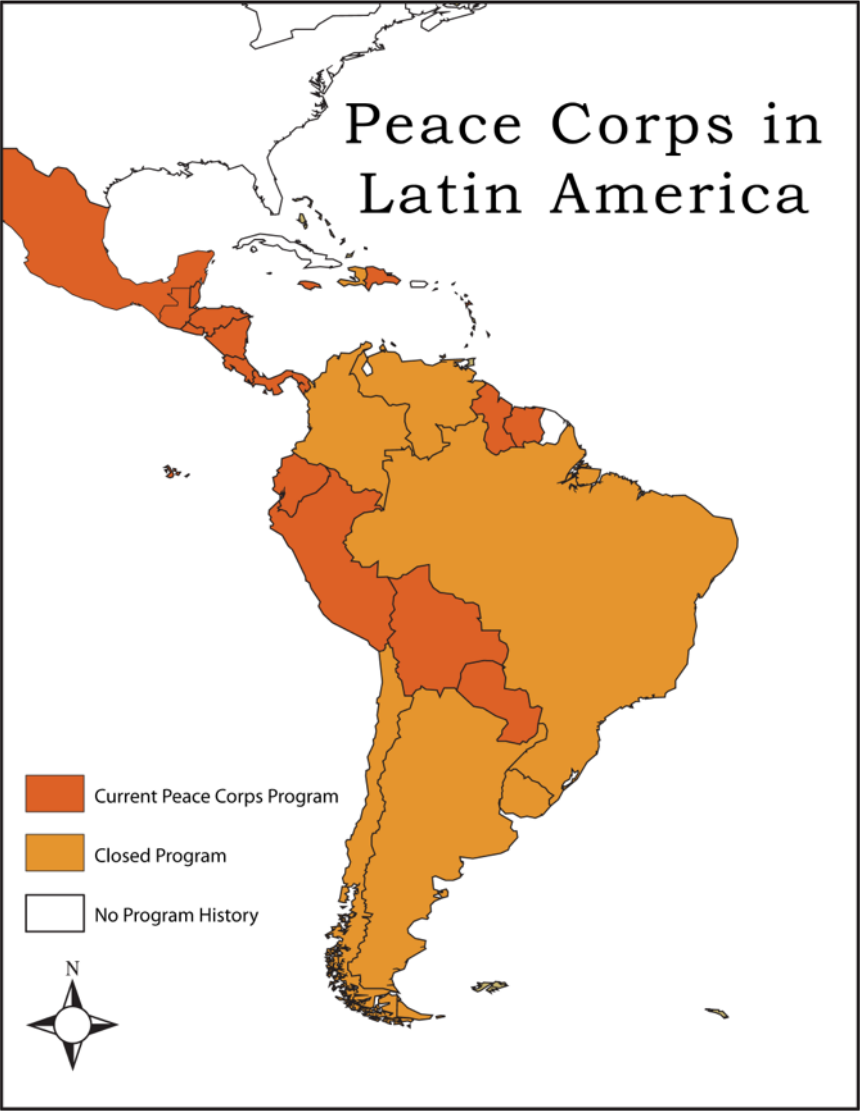 Peace Corps in
Latin America
Current Peace Corps Program
Closed Program
No Program History
N